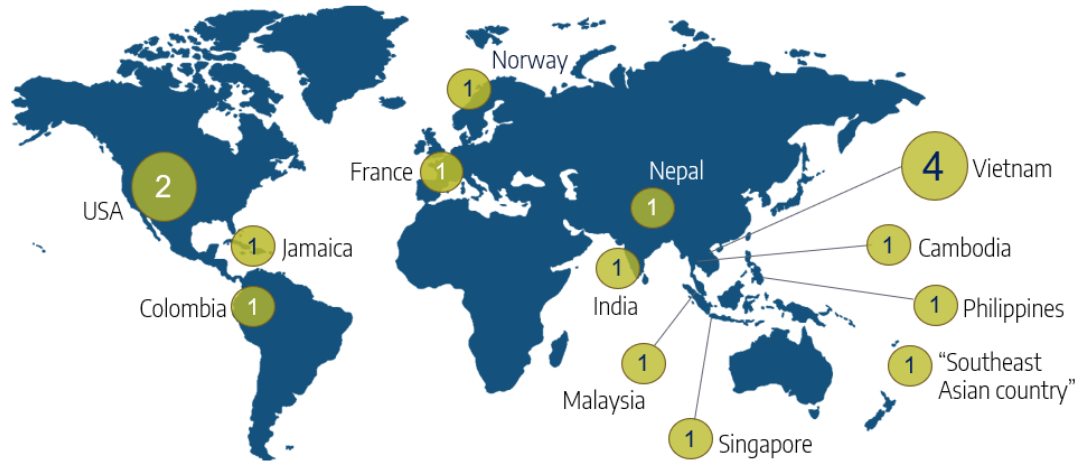 Norway
1
France
1
Nepal
1
4
Vietnam
2
USA
1
Jamaica
1
Cambodia
1
India
Colombia
1
1
Philippines
1
Malaysia
1
“Southeast
Asian country”
1
Singapore